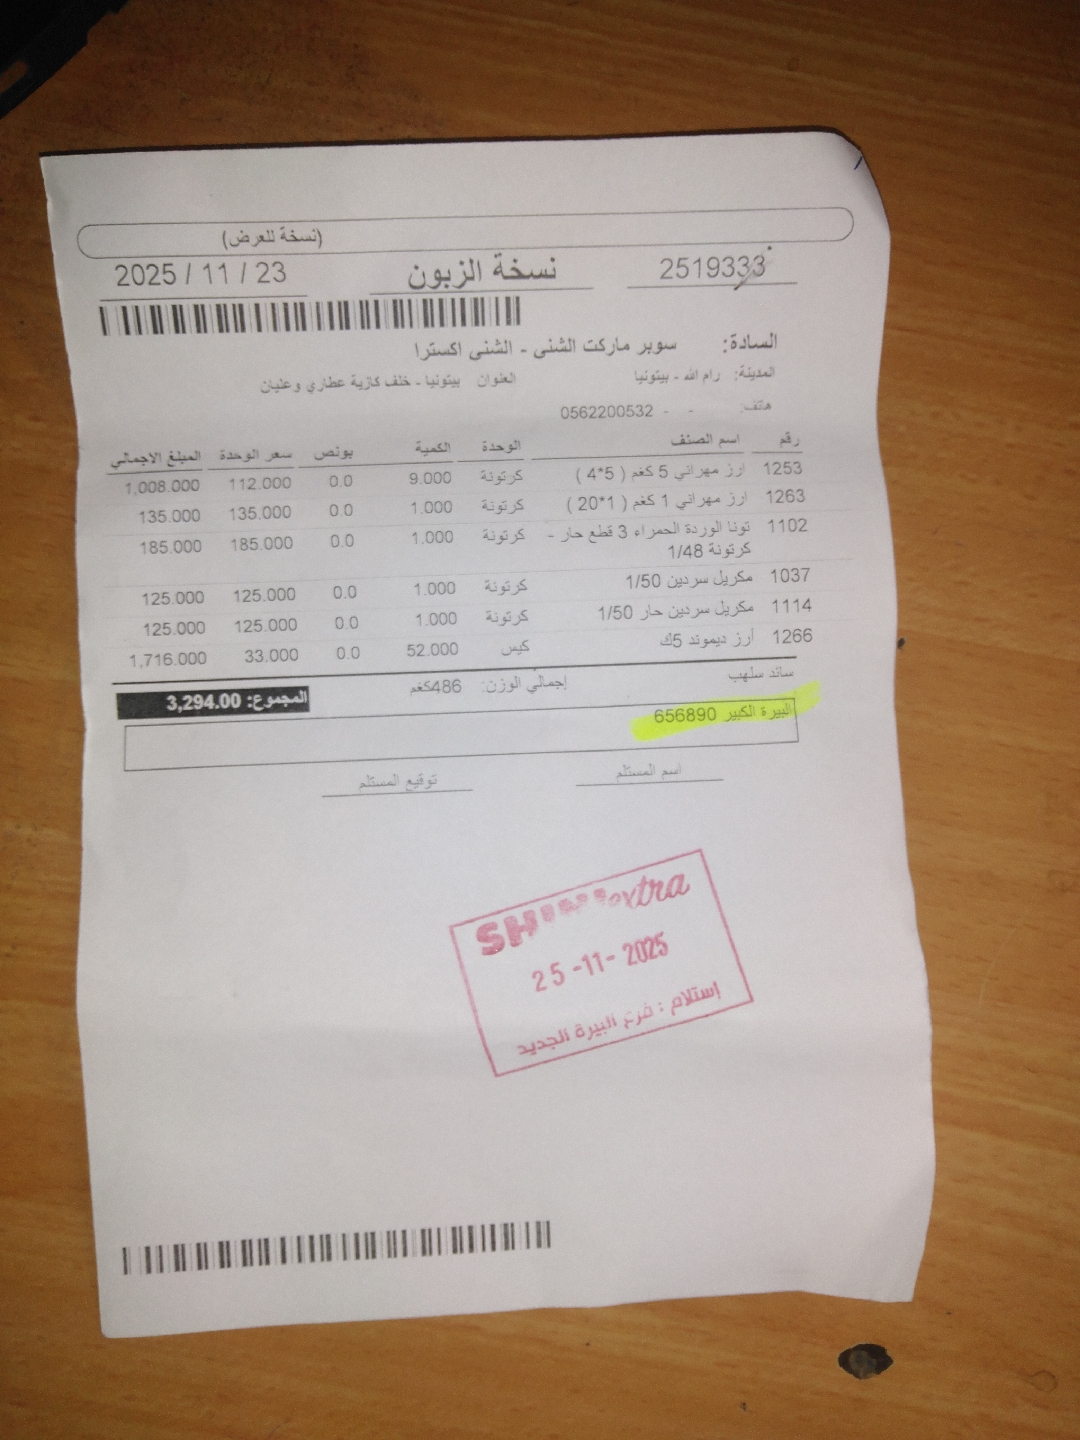 (نسخة للعرض)
2519333 نسخة الزبون 2025 / 11 / 23
السادة: سوبر ماركت الشني - الشني اكسترا
المدينة: رام الله - بيتونيا العنوان بيتونيا - خلف كازية عطاري وعليان
هاتف: - - 0562200532
رقم اسم الصنف الوحدة الكمية بونص سعر الوحدة المبلغ الاجمالي
1253 ارز مهراني 5 كغم ( 5*4 ) كرتونة 9.000 0.0 112.000 1,008.000
1263 ارز مهراني 1 كغم ( 1*20 ) كرتونة 1.000 0.0 135.000 135.000
1102 تونا الوردة الحمراء 3 قطع حار - كرتونة 1.000 0.0 185.000 185.000
كرتونة 1/48
1037 مكريل سردين 1/50 كرتونة 1.000 0.0 125.000 125.000
1114 مكريل سردين حار 1/50 كرتونة 1.000 0.0 125.000 125.000
1266 أرز ديموند 5ك كيس 52.000 0.0 33.000 1,716.000
سائد سلهب إجمالي الوزن: 486كغم المجموع: 3,294.00
البيرة الكبير 656890
اسم المستلم توقيع المستلم
SHINI extra
25-11-2025
إستلام : فرع البيرة الجديد